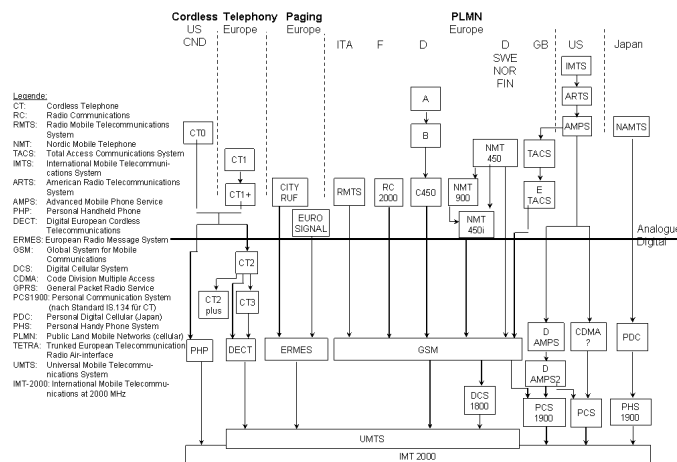 Cordless Telephony Paging PLMN
US Europe Europe Europe
CND
ITA F D D GB US Japan
SWE
NOR
FIN
IMTS
ARTS
AMPS
NAMTS
A
B
CT0
CT1
CT1+
CITY
RUF
EURO
SIGNAL
RMTS
RC
2000
C450
NMT
450
NMT
900
NMT
450i
TACS
E
TACS
Analogue
Digital
Legende:
CT: Cordless Telephone
RC: Radio Communications
RMTS: Radio Mobile Telecommunications
System
NMT: Nordic Mobile Telephone
TACS: Total Access Communications System
IMTS: International Mobile Telecommuni-
cations System
ARTS: American Radio Telecommunications
System
AMPS: Advanced Mobile Phone Service
PHP: Personal Handheld Phone
DECT: Digital European Cordless
Telecommunications
ERMES: European Radio Message System
GSM: Global System for Mobile
Communications
DCS: Digital Cellular System
CDMA: Code Division Multiple Access
GPRS: General Packet Radio Service
PCS1900: Personal Communication System
(nach Standard IS.134 für CT)
PDC: Personal Digital Cellular (Japan)
PHS: Personal Handy Phone System
PLMN: Public Land Mobile Networks (cellular)
TETRA: Trunked European Telecommunication
Radio Air-interface
UMTS: Universal Mobile Telecommu-
nications System
IMT-2000: International Mobile Telecommu-
nications at 2000 MHz
CT2
CT2
plus
CT3
PHP
DECT
ERMES
GSM
D
AMPS
CDMA
?
PDC
D
AMPS2
DCS
1800
PCS
1900
PCS
PHS
1900
UMTS
IMT 2000